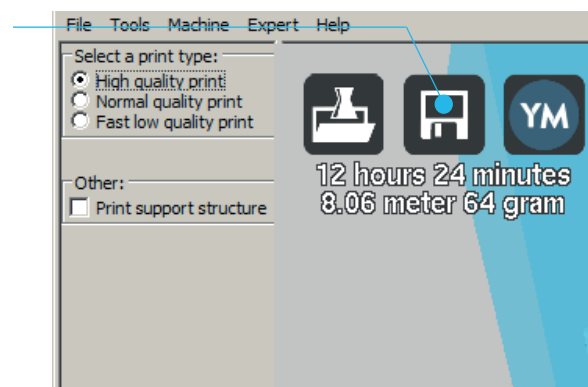 File Tools Machine Expert Help
Select a print type:
High quality print
Normal quality print
Fast low quality print
Other:
Print support structure
YM
12 hours 24 minutes
8.06 meter 64 gram